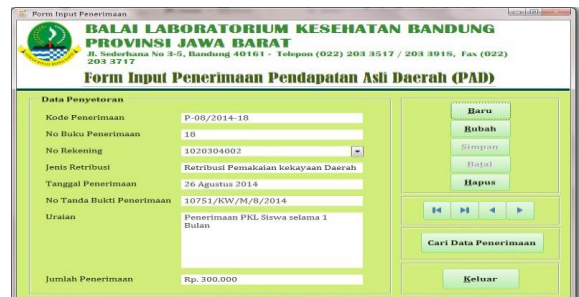 Form Input Penerimaan
BALAI LABORATORIUM KESEHATAN BANDUNG
PROVINSI JAWA BARAT
Jl. Sederhana No 3-5, Bandung 40161 - Telepon (022) 203 3517 / 203 3918, Fax (022)
203 3717
Form Input Penerimaan Pendapatan Asli Daerah (PAD)
Data Penyetoran
Kode Penerimaan P-08/2014-18
No Buku Penerimaan 18
No Rekening 1020304002
Jenis Retribusi Retribusi Pemakaian kekayaan Daerah
Tanggal Penerimaan 26 Agustus 2014
No Tanda Bukti Penerimaan 10751/KW/M/8/2014
Uraian Penerimaan PKL Siswa selama 1
Bulan
Jumlah Penerimaan Rp. 300.000
Baru
Rubah
Simpan
Batal
Hapus
Cari Data Penerimaan
Keluar